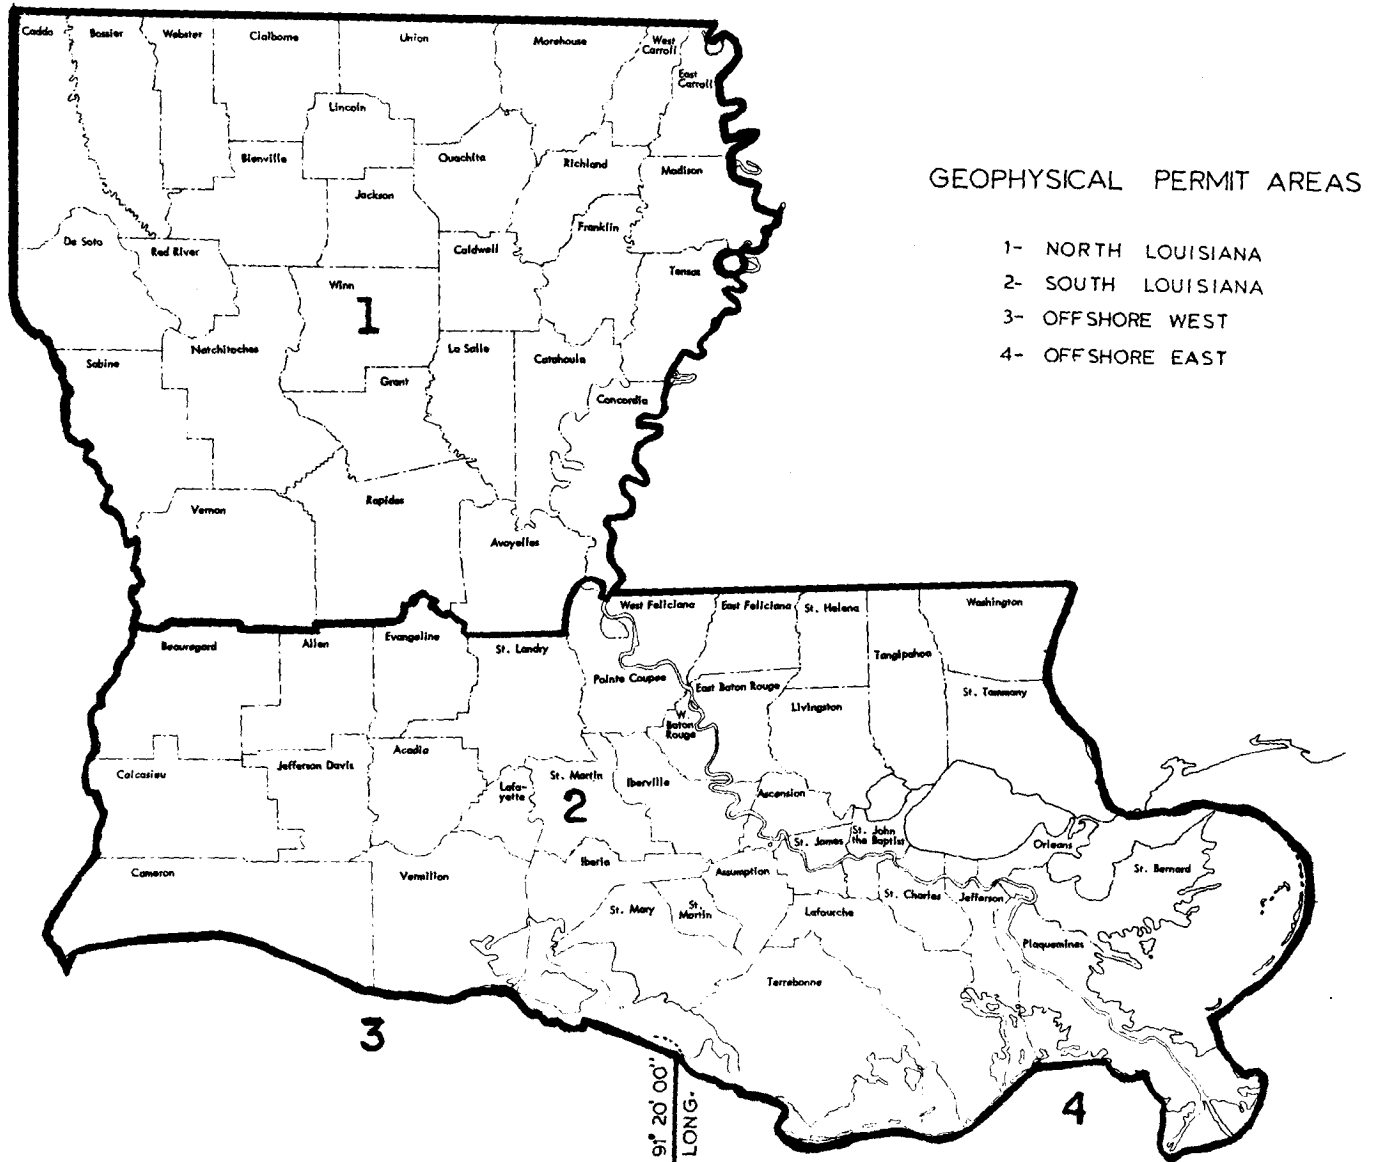 Caddo
Bossier
Webster
Claiborne
Union
Morehouse
West
Carroll
East
Carroll
Lincoln
Bienville
Ouachita
Richland
Madison
Jackson
De Soto
Red River
Caldwell
Franklin
Tensas
Winn
1
Natchitoches
Sabine
La Salle
Catahoula
Grant
Concordia
Vernon
Rapides
Avoyelles
GEOPHYSICAL PERMIT AREAS
1- NORTH LOUISIANA
2- SOUTH LOUISIANA
3- OFFSHORE WEST
4- OFFSHORE EAST
West Feliciana
East Feliciana
St. Helena
Washington
Beauregard
Allen
Evangeline
St. Landry
Tangipahoa
Pointe Coupee
East Baton Rouge
St. Tammany
Livingston
W.
Baton
Rouge
Calcasieu
Jefferson Davis
Acadia
Lafa-
yette
St. Martin
2
Iberville
Ascension
St. James
St. John
the Baptist
Orleans
Cameron
Vermilion
Iberia
Assumption
St. Bernard
St. Mary
St.
Martin
Lafourche
St. Charles
Jefferson
Plaquemines
Terrebonne
3
91° 20' 00"
LONG.
4